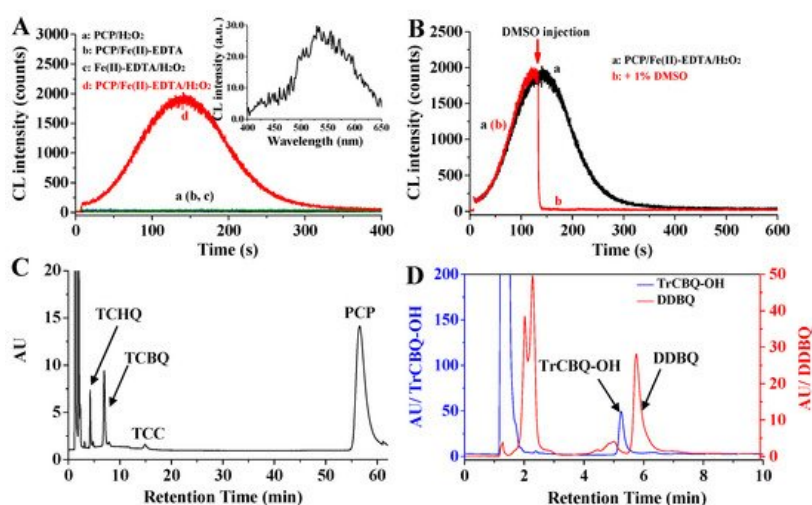 A
a: PCP/H₂O₂
b: PCP/Fe(II)-EDTA
c: Fe(II)-EDTA/H₂O₂
d: PCP/Fe(II)-EDTA/H₂O₂
CL intensity (counts)
3000
2500
2000
1500
1000
500
0
d
a (b, c)
0 100 200 300 400
Time (s)
CL intensity (a.u.)
30.0
20.0
10.0
0.0
400 450 500 550 600 650
Wavelength (nm)
B
DMSO injection
a: PCP/Fe(II)-EDTA/H₂O₂
b: + 1% DMSO
CL intensity (counts)
2500
2000
1500
1000
500
0
a
a (b)
b
0 100 200 300 400 500 600
Time (s)
C
AU
20
15
10
5
0
TCHQ
TCBQ
TCC
PCP
0 10 20 30 40 50 60
Retention Time (min)
D
AU/ TrCBQ-OH
200
150
100
50
0
TrCBQ-OH
DDBQ
TrCBQ-OH
DDBQ
50
40
30
20
10
0
AU/ DDBQ
0 2 4 6 8 10
Retention Time (min)